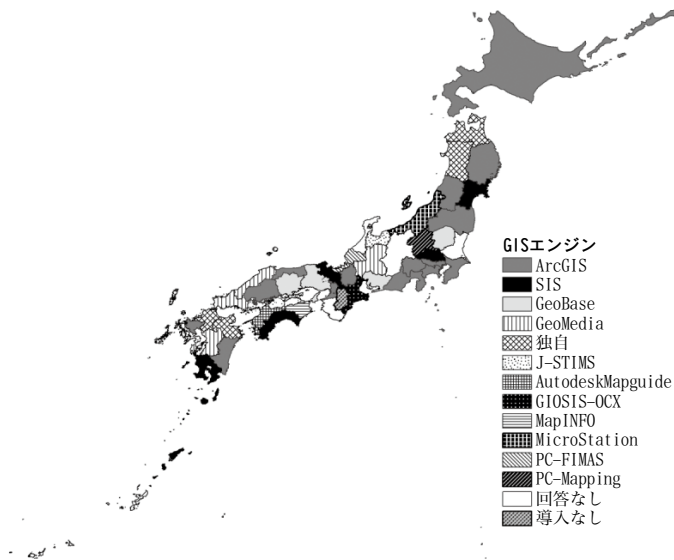 GISエンジン
ArcGIS
SIS
GeoBase
GeoMedia
独自
J-STIMS
AutodeskMapguide
GIOSIS-OCX
MapINFO
MicroStation
PC-FIMAS
PC-Mapping
回答なし
導入なし